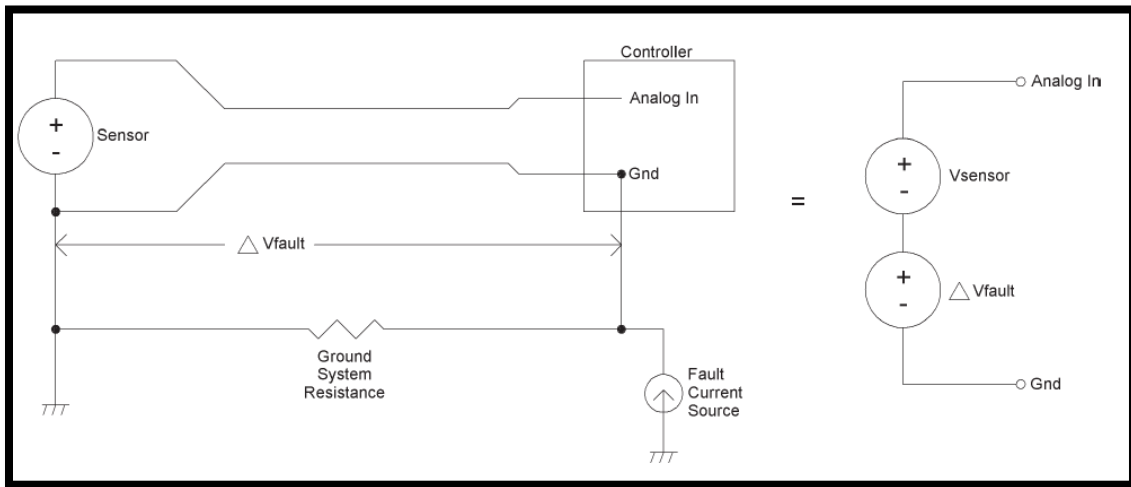 Controller
Analog In
+
-
Sensor
Gnd
△ Vfault
Ground
System
Resistance
Fault
Current
Source
=
Analog In
+
-
Vsensor
+
-
△ Vfault
Gnd